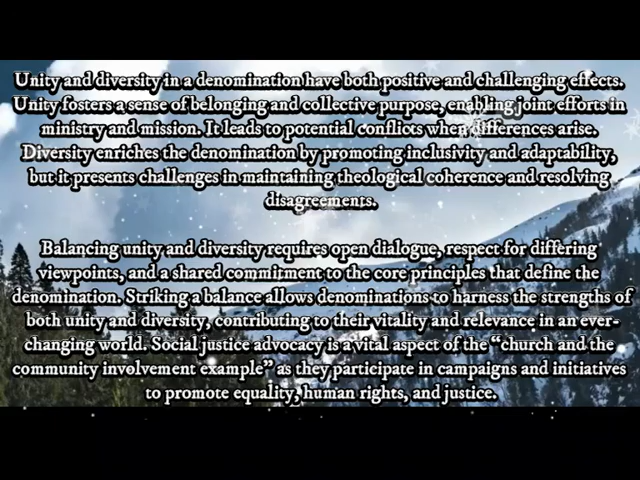 Unity and diversity in a denomination have both positive and challenging effects.
Unity fosters a sense of belonging and collective purpose, enabling joint efforts in
ministry and mission. It leads to potential conflicts when differences arise.
Diversity enriches the denomination by promoting inclusivity and adaptability,
but it presents challenges in maintaining theological coherence and resolving
disagreements.
Balancing unity and diversity requires open dialogue, respect for differing
viewpoints, and a shared commitment to the core principles that define the
denomination. Striking a balance allows denominations to harness the strengths of
both unity and diversity, contributing to their vitality and relevance in an ever-
changing world. Social justice advocacy is a vital aspect of the “church and the
community involvement example” as they participate in campaigns and initiatives
to promote equality, human rights, and justice.